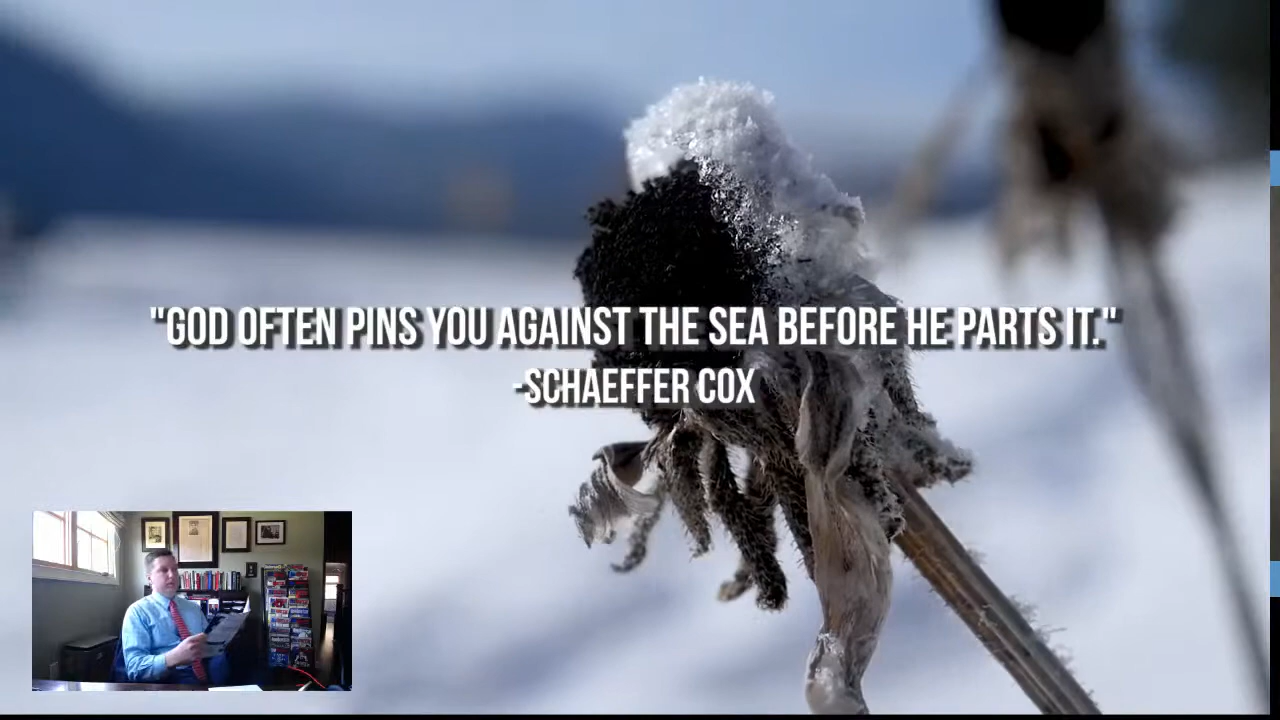 "GOD OFTEN PINS YOU AGAINST THE SEA BEFORE HE PARTS IT."
-SCHAEFFER COX